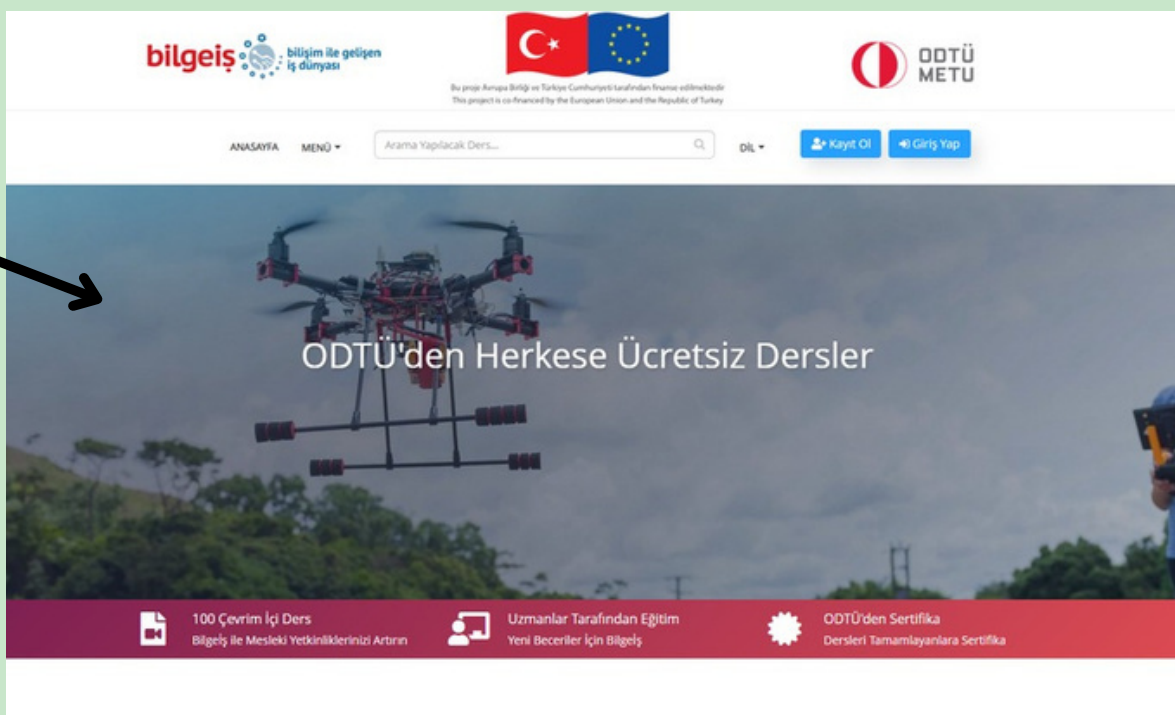 bilgeiş bilişim ile gelişen
iş dünyası
Bu proje Avrupa Birliği ve Türkiye Cumhuriyeti tarafından finanse edilmektedir
This project is co-financed by the European Union and the Republic of Turkey
ODTÜ
METU
ANASAYFA MENÜ Arama Yapılacak Ders... DİL Kayıt Ol Giriş Yap
ODTÜ'den Herkese Ücretsiz Dersler
100 Çevrim İçi Ders
Bilgeİş ile Mesleki Yetkinliklerinizi Artırın
Uzmanlar Tarafından Eğitim
Yeni Beceriler İçin Bilgeİş
ODTÜ'den Sertifika
Dersleri Tamamlayanlara Sertifika